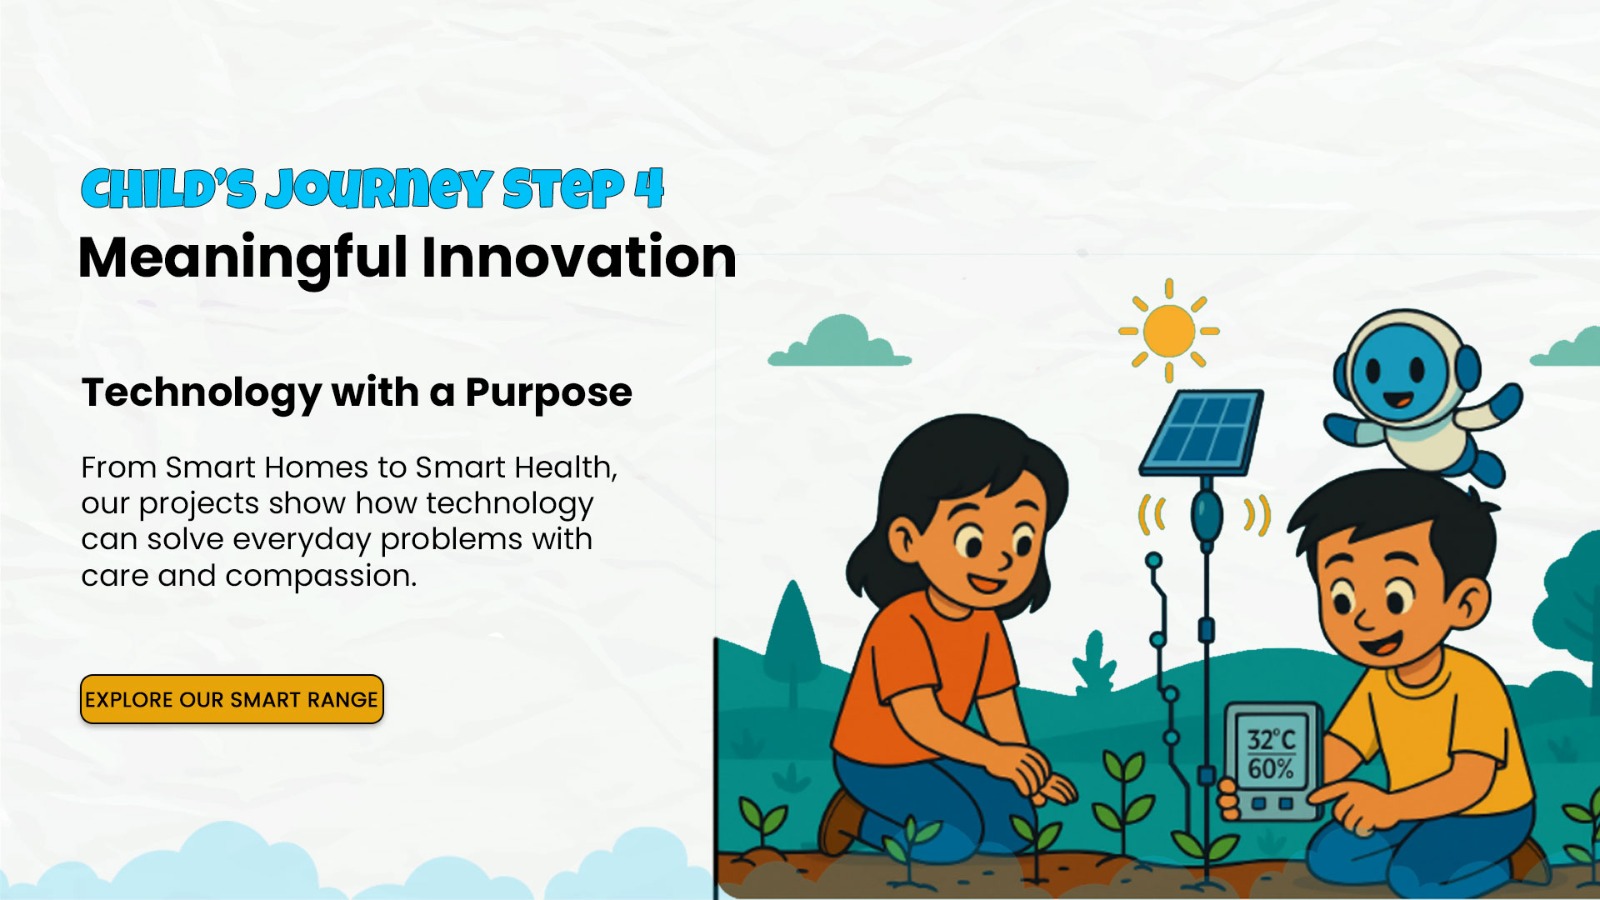 CHILD'S JOURNEY STEP 4
Meaningful Innovation
Technology with a Purpose
From Smart Homes to Smart Health,
our projects show how technology
can solve everyday problems with
care and compassion.
EXPLORE OUR SMART RANGE
32°C
60%